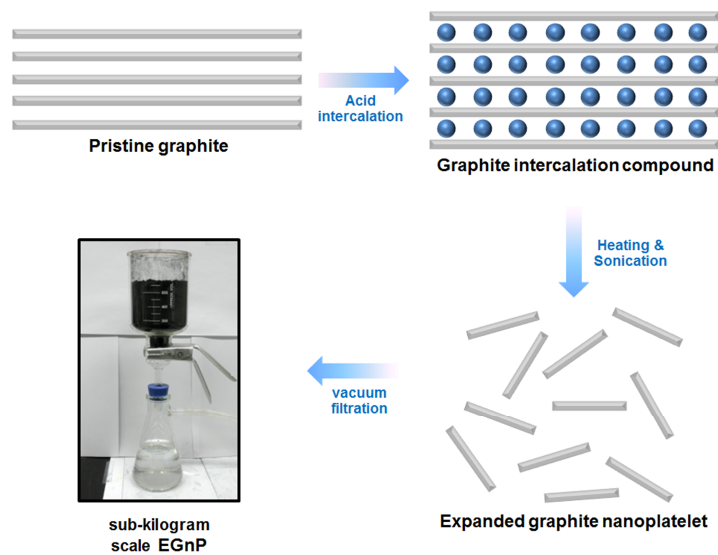 Acid
intercalation
Pristine graphite
Graphite intercalation compound
Heating &
Sonication
vacuum
filtration
sub-kilogram
scale EGnP
Expanded graphite nanoplatelet